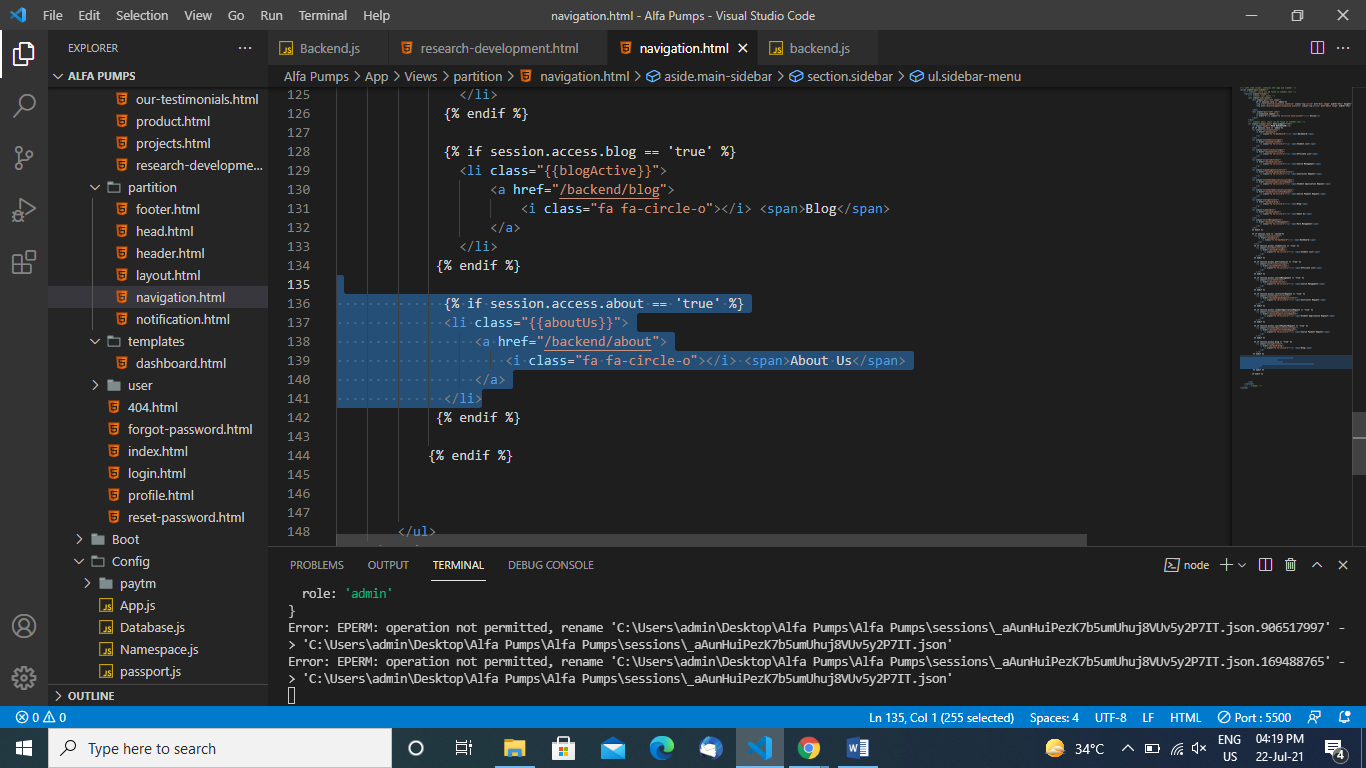 File Edit Selection View Go Run Terminal Help
navigation.html - Alfa Pumps - Visual Studio Code
EXPLORER
ALFA PUMPS
our-testimonials.html
product.html
projects.html
research-developme...
partition
footer.html
head.html
header.html
layout.html
navigation.html
notification.html
templates
dashboard.html
user
404.html
forgot-password.html
index.html
login.html
profile.html
reset-password.html
Boot
Config
paytm
App.js
Database.js
Namespace.js
passport.js
OUTLINE
Backend.js research-development.html navigation.html backend.js
Alfa Pumps > App > Views > partition > navigation.html > aside.main-sidebar > section.sidebar > ul.sidebar-menu
125 </li>
126 {% endif %}
127
128 {% if session.access.blog == 'true' %}
129 <li class="{{blogActive}}">
130 <a href="/backend/blog">
131 <i class="fa fa-circle-o"></i> <span>Blog</span>
132 </a>
133 </li>
134 {% endif %}
135
136 {% if session.access.about == 'true' %}
137 <li class="{{aboutUs}}">
138 <a href="/backend/about">
139 <i class="fa fa-circle-o"></i> <span>About Us</span>
140 </a>
141 </li>
142 {% endif %}
143
144 {% endif %}
145
146
147
148 </ul>
PROBLEMS OUTPUT TERMINAL DEBUG CONSOLE
node
role: 'admin'
}
Error: EPERM: operation not permitted, rename 'C:\Users\admin\Desktop\Alfa Pumps\Alfa Pumps\sessions\_aAunHuiPezK7b5umUhuj8VUv5y2P7IT.json.906517997' -
> 'C:\Users\admin\Desktop\Alfa Pumps\Alfa Pumps\sessions\_aAunHuiPezK7b5umUhuj8VUv5y2P7IT.json'
Error: EPERM: operation not permitted, rename 'C:\Users\admin\Desktop\Alfa Pumps\Alfa Pumps\sessions\_aAunHuiPezK7b5umUhuj8VUv5y2P7IT.json.169488765' -
> 'C:\Users\admin\Desktop\Alfa Pumps\Alfa Pumps\sessions\_aAunHuiPezK7b5umUhuj8VUv5y2P7IT.json'
0 0
Ln 135, Col 1 (255 selected) Spaces: 4 UTF-8 LF HTML Port : 5500
Type here to search
34°C
ENG
US
04:19 PM
22-Jul-21
4